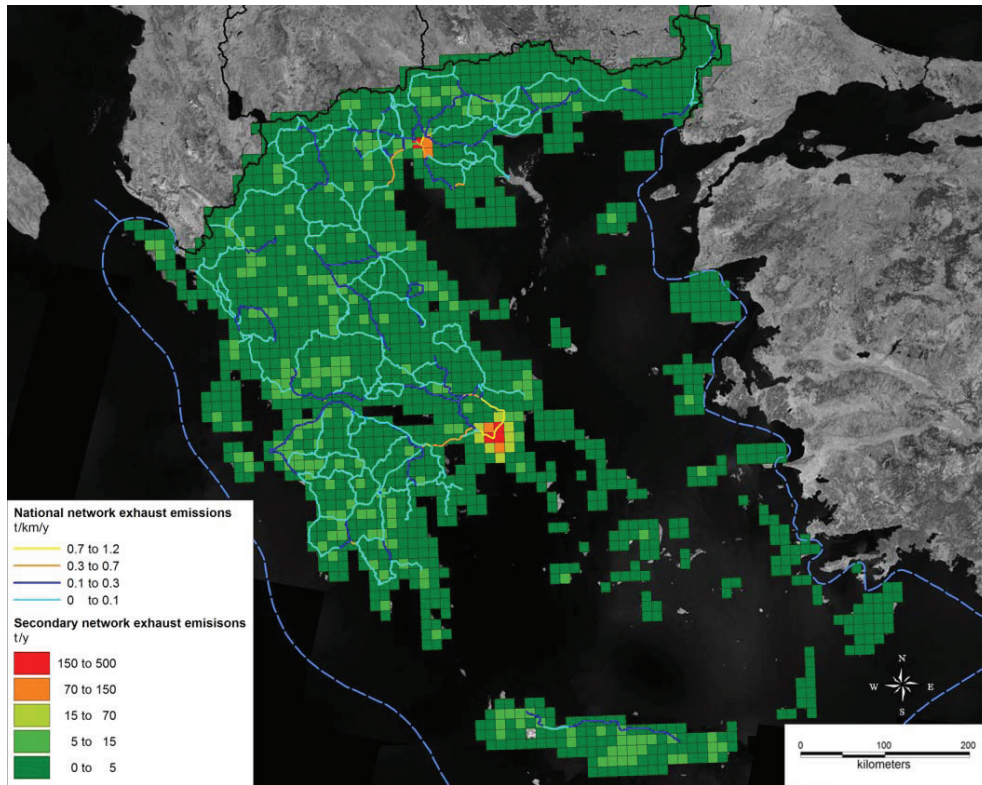 National network exhaust emissions
t/km/y
0.7 to 1.2
0.3 to 0.7
0.1 to 0.3
0 to 0.1
Secondary network exhaust emisisons
t/y
150 to 500
70 to 150
15 to 70
5 to 15
0 to 5
N
W E
S
0 100 200
kilometers